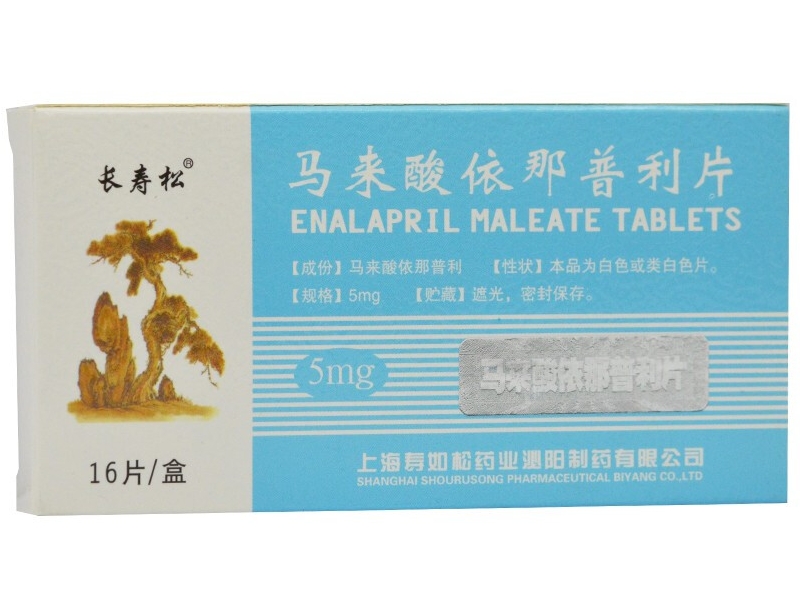 长寿松®
马来酸依那普利片
ENALAPRIL MALEATE TABLETS
【成份】马来酸依那普利 【性状】本品为白色或类白色片。
【规格】5mg 【贮藏】遮光，密封保存。
5mg
马来酸依那普利片
16片/盒
上海寿如松药业泌阳制药有限公司
SHANGHAI SHOURUSONG PHARMACEUTICAL BIYANG CO.,LTD